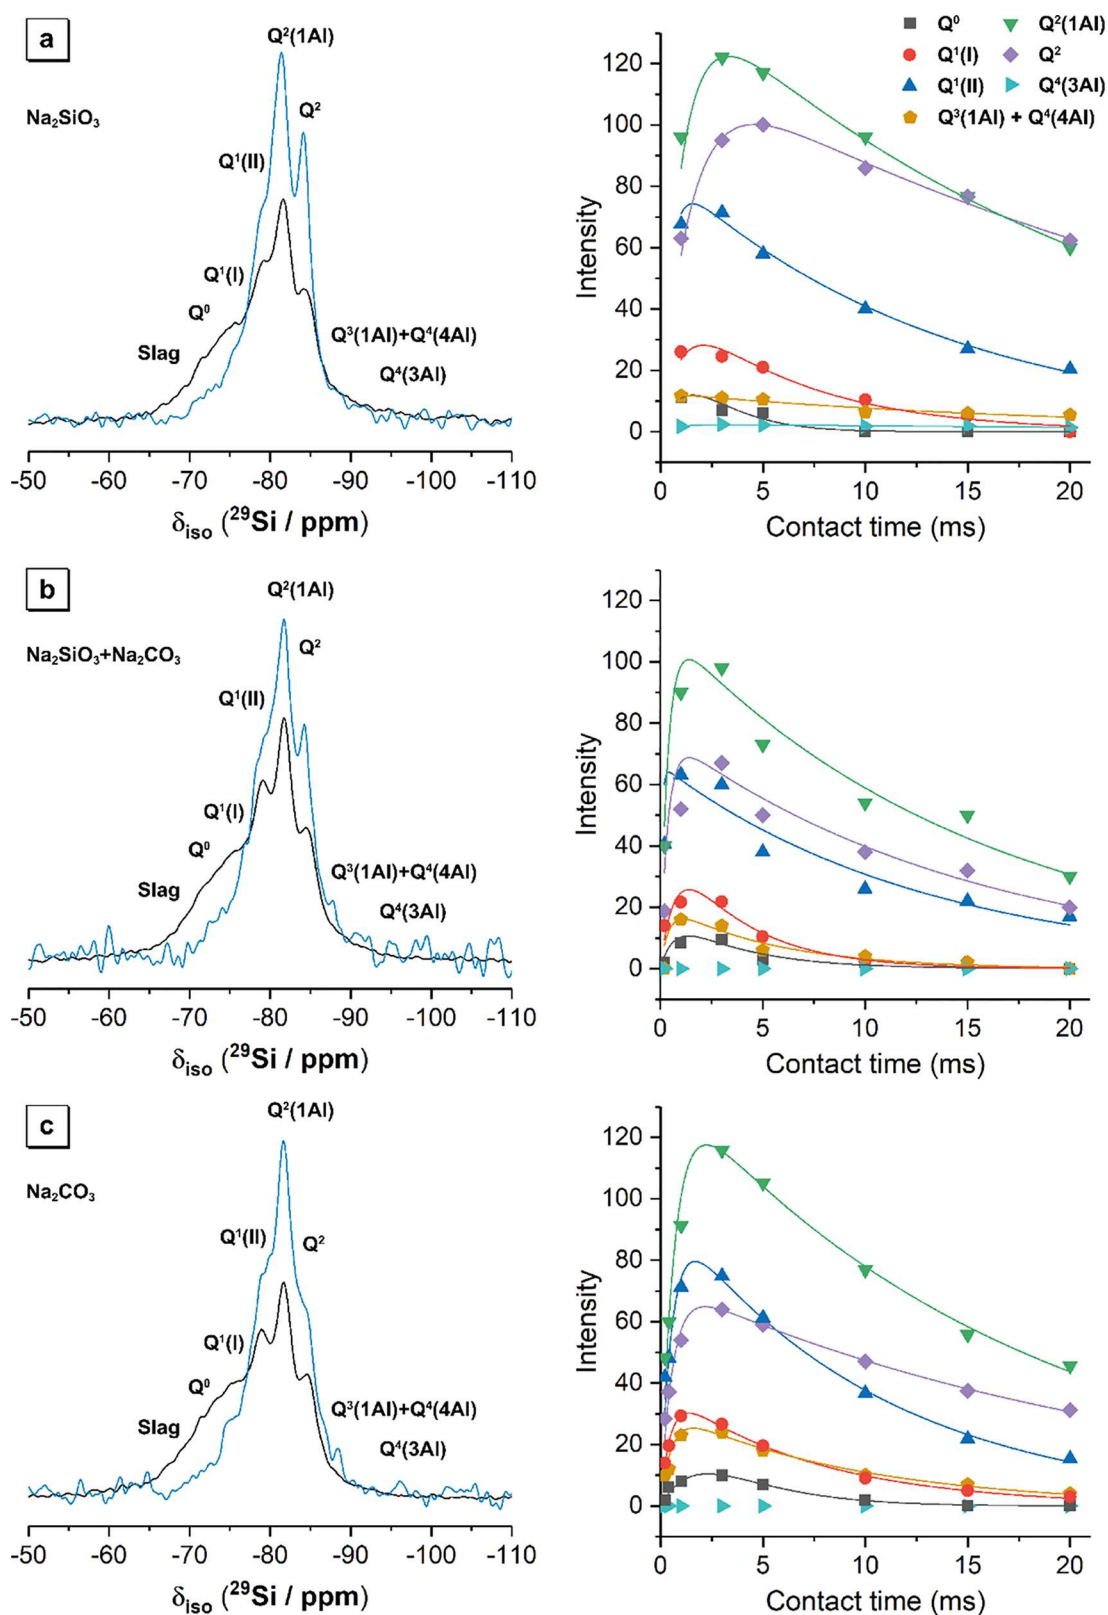 a
Na₂SiO₃
Q²(1Al)
Q²
Q¹(II)
Q¹(I)
Q⁰
Slag
Q³(1Al)+Q⁴(4Al)
Q⁴(3Al)
-50 -60 -70 -80 -90 -100 -110
δiso (²⁹Si / ppm)
Q⁰ Q²(1Al)
Q¹(I) Q²
Q¹(II) Q⁴(3Al)
Q³(1Al) + Q⁴(4Al)
Intensity
120
100
80
60
40
20
0
0 5 10 15 20
Contact time (ms)
b
Na₂SiO₃+Na₂CO₃
Q²(1Al)
Q²
Q¹(II)
Q¹(I)
Q⁰
Slag
Q³(1Al)+Q⁴(4Al)
Q⁴(3Al)
-50 -60 -70 -80 -90 -100 -110
δiso (²⁹Si / ppm)
Intensity
120
100
80
60
40
20
0
0 5 10 15 20
Contact time (ms)
c
Na₂CO₃
Q²(1Al)
Q¹(II)
Q²
Q¹(I)
Q⁰
Slag
Q³(1Al)+Q⁴(4Al)
Q⁴(3Al)
-50 -60 -70 -80 -90 -100 -110
δiso (²⁹Si / ppm)
Intensity
120
100
80
60
40
20
0
0 5 10 15 20
Contact time (ms)